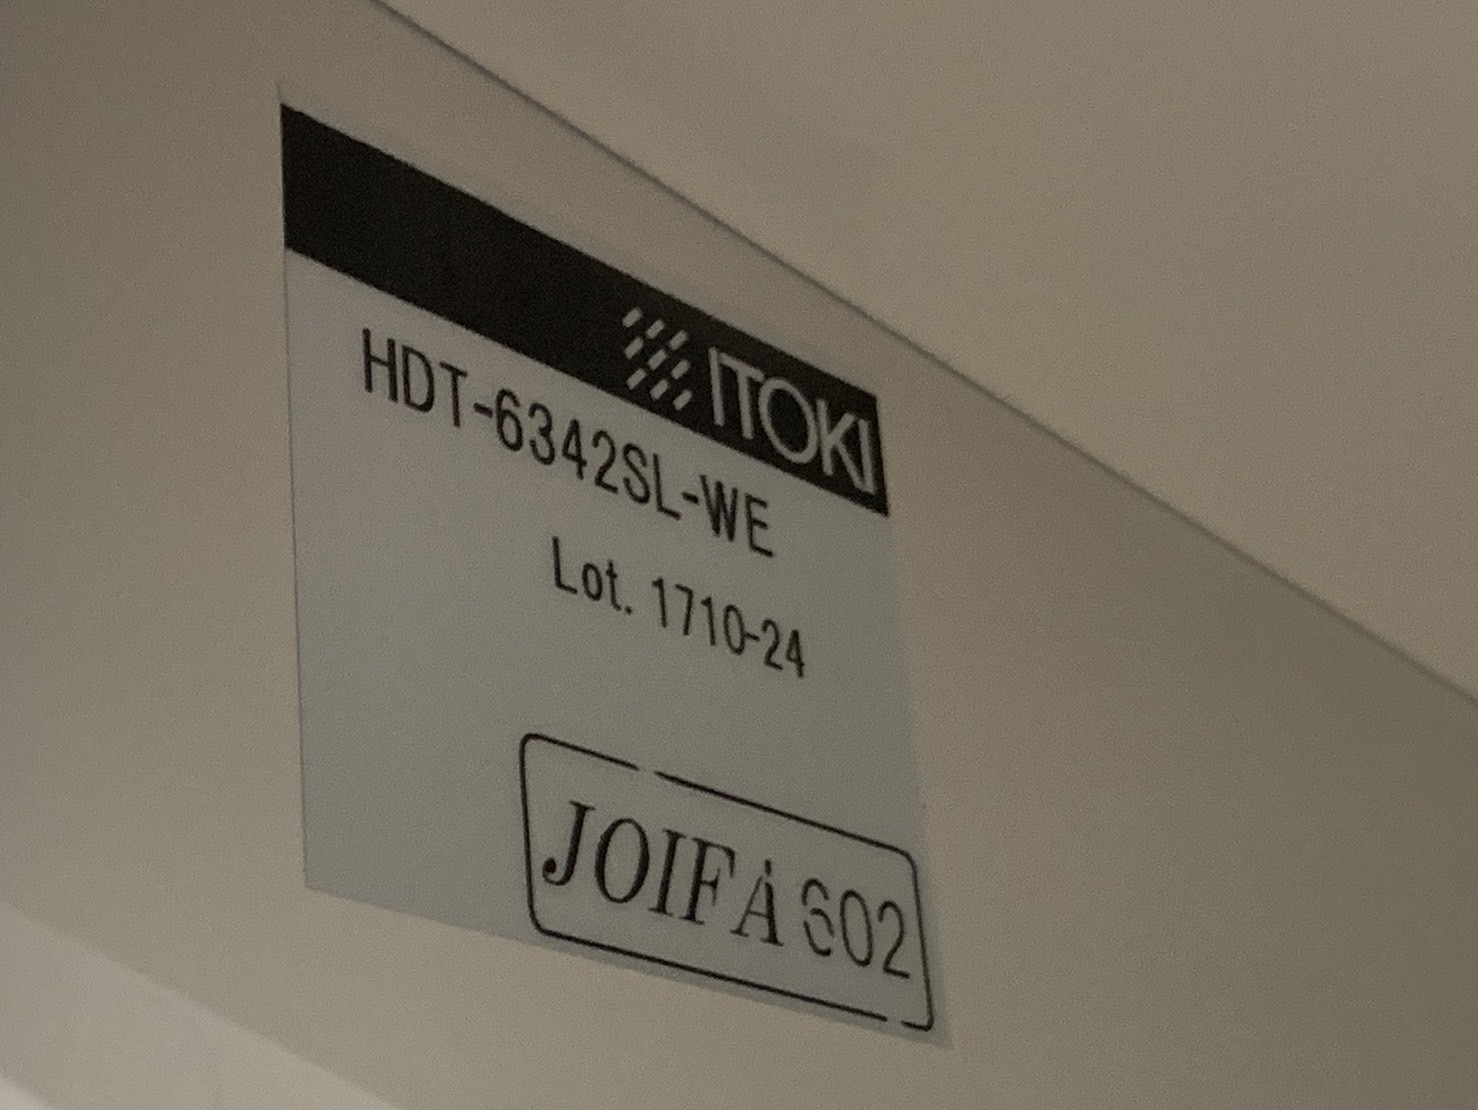 ITOKI
HDT-6342SL-WE
Lot. 1710-24
JOIFA 602